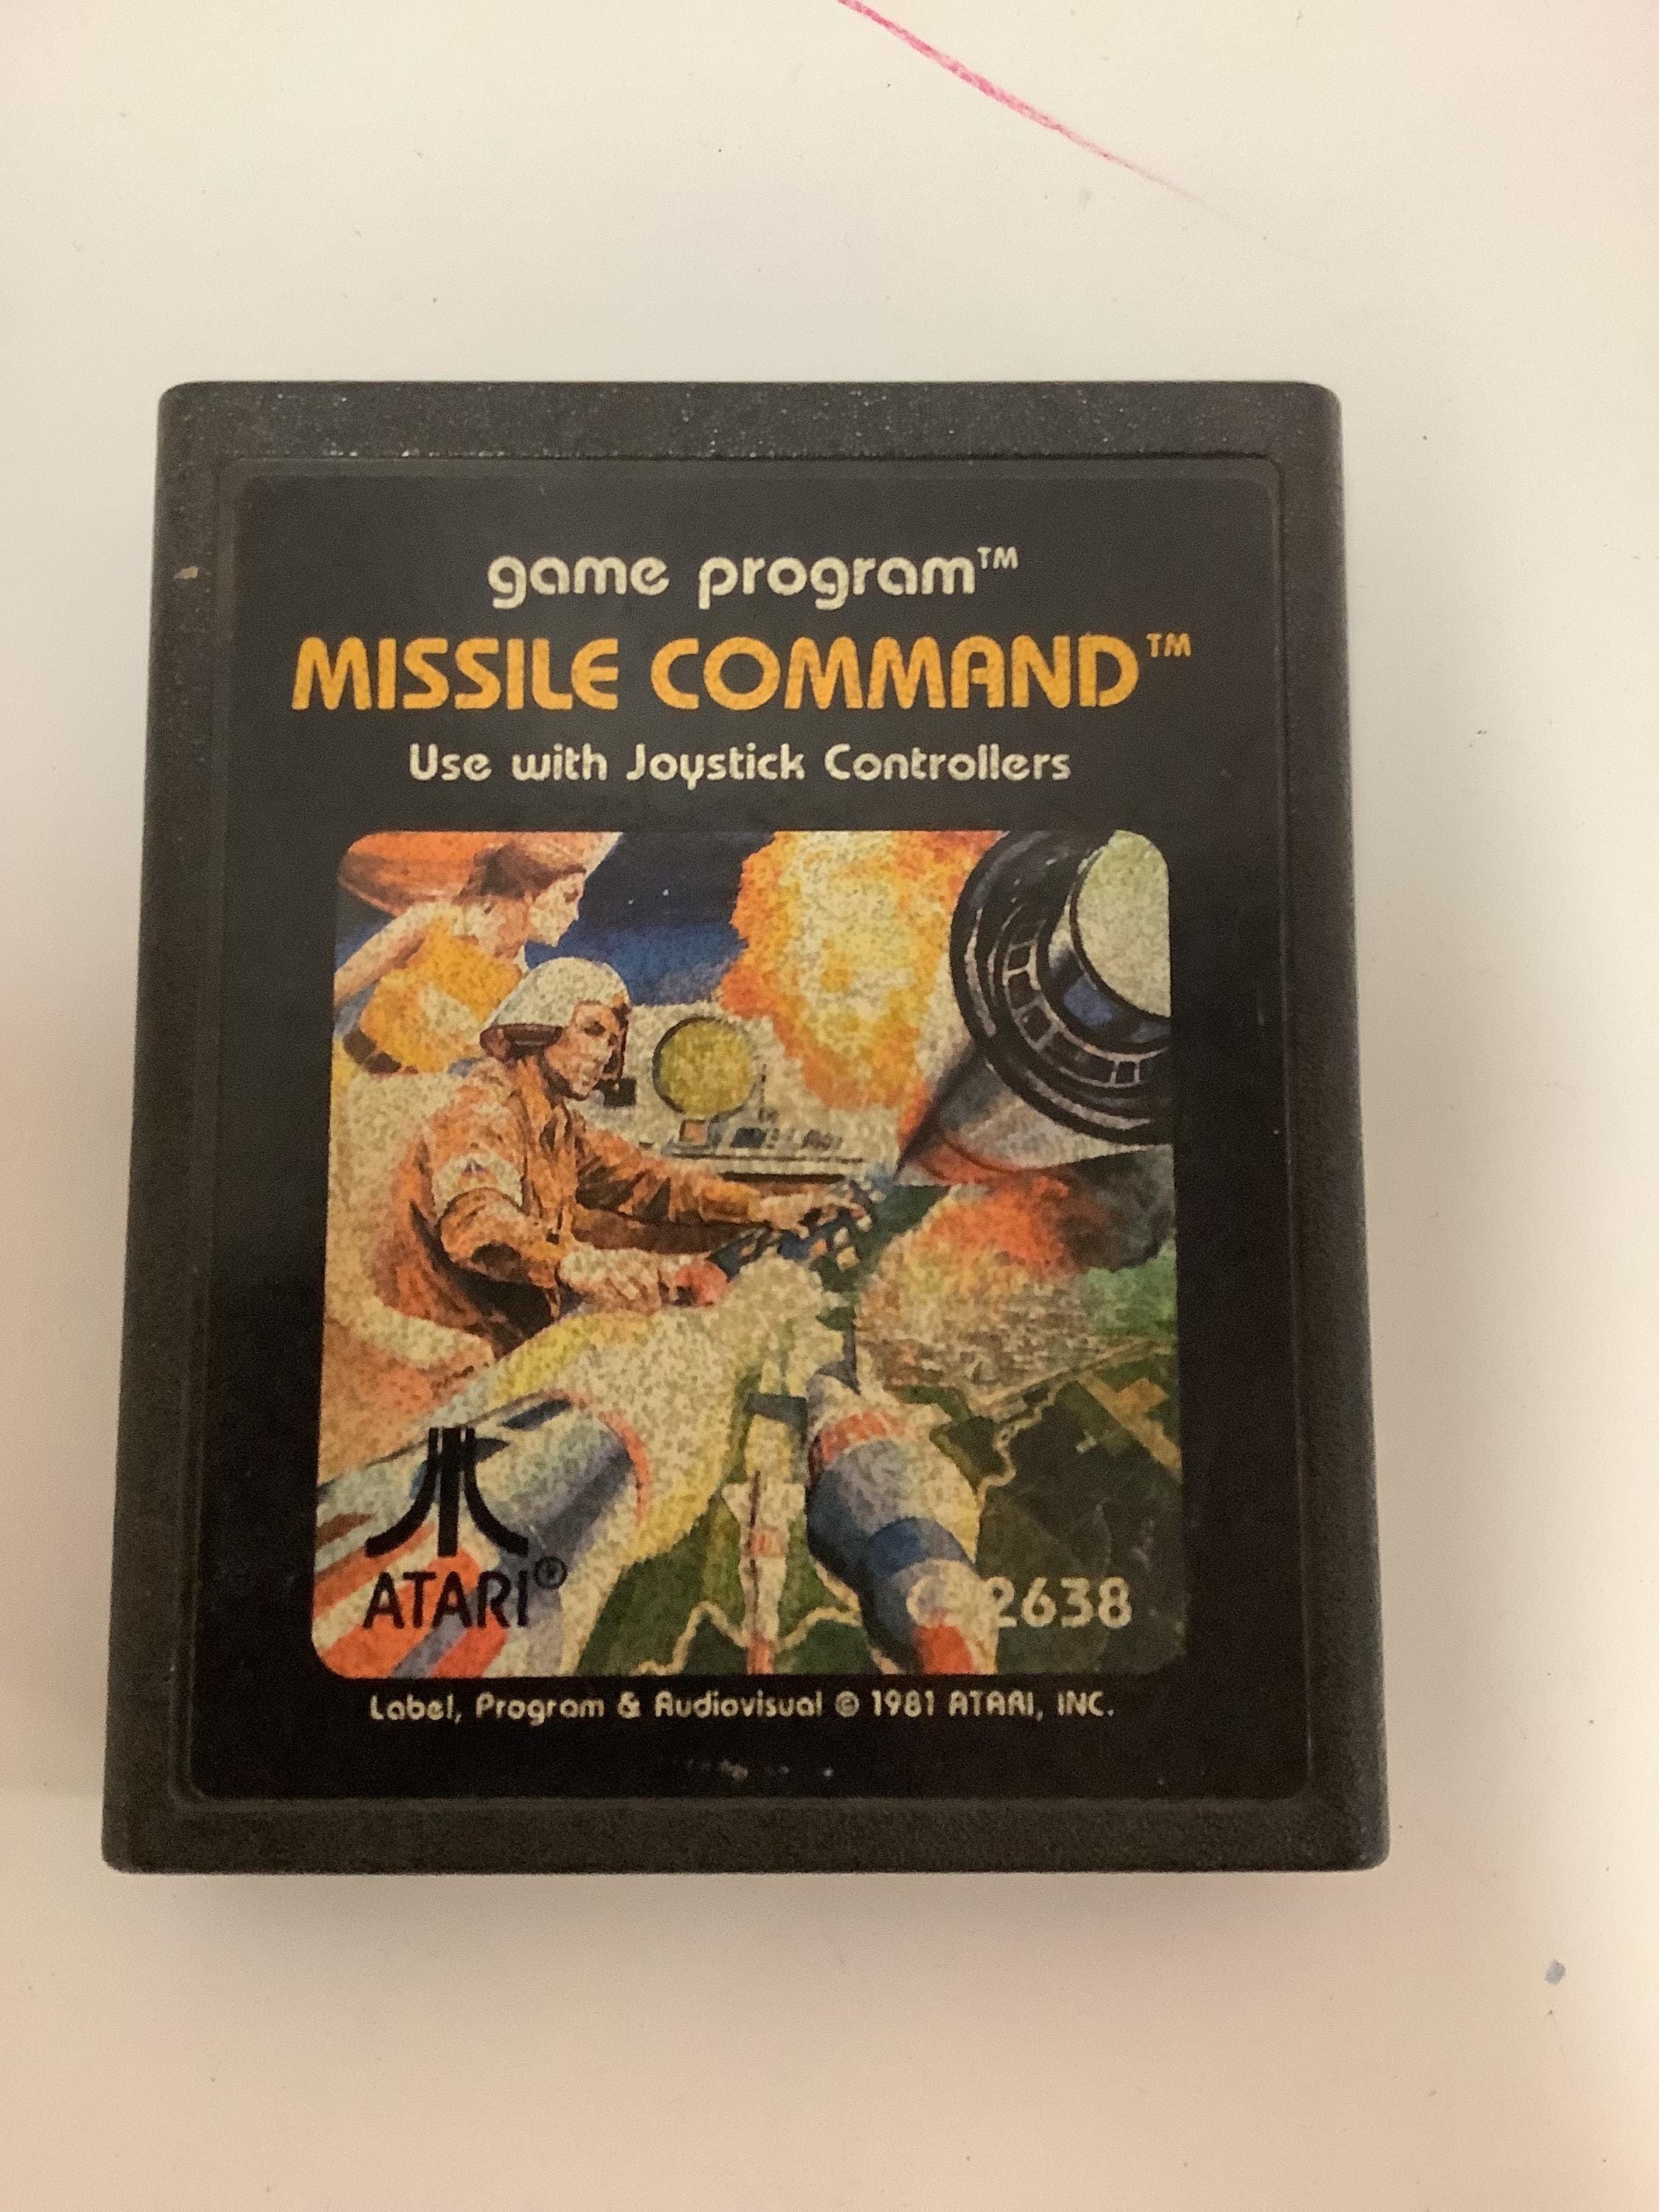 game program™
MISSILE COMMAND™
Use with Joystick Controllers
ATARI®
2638
Label, Program & Audiovisual © 1981 ATARI, INC.